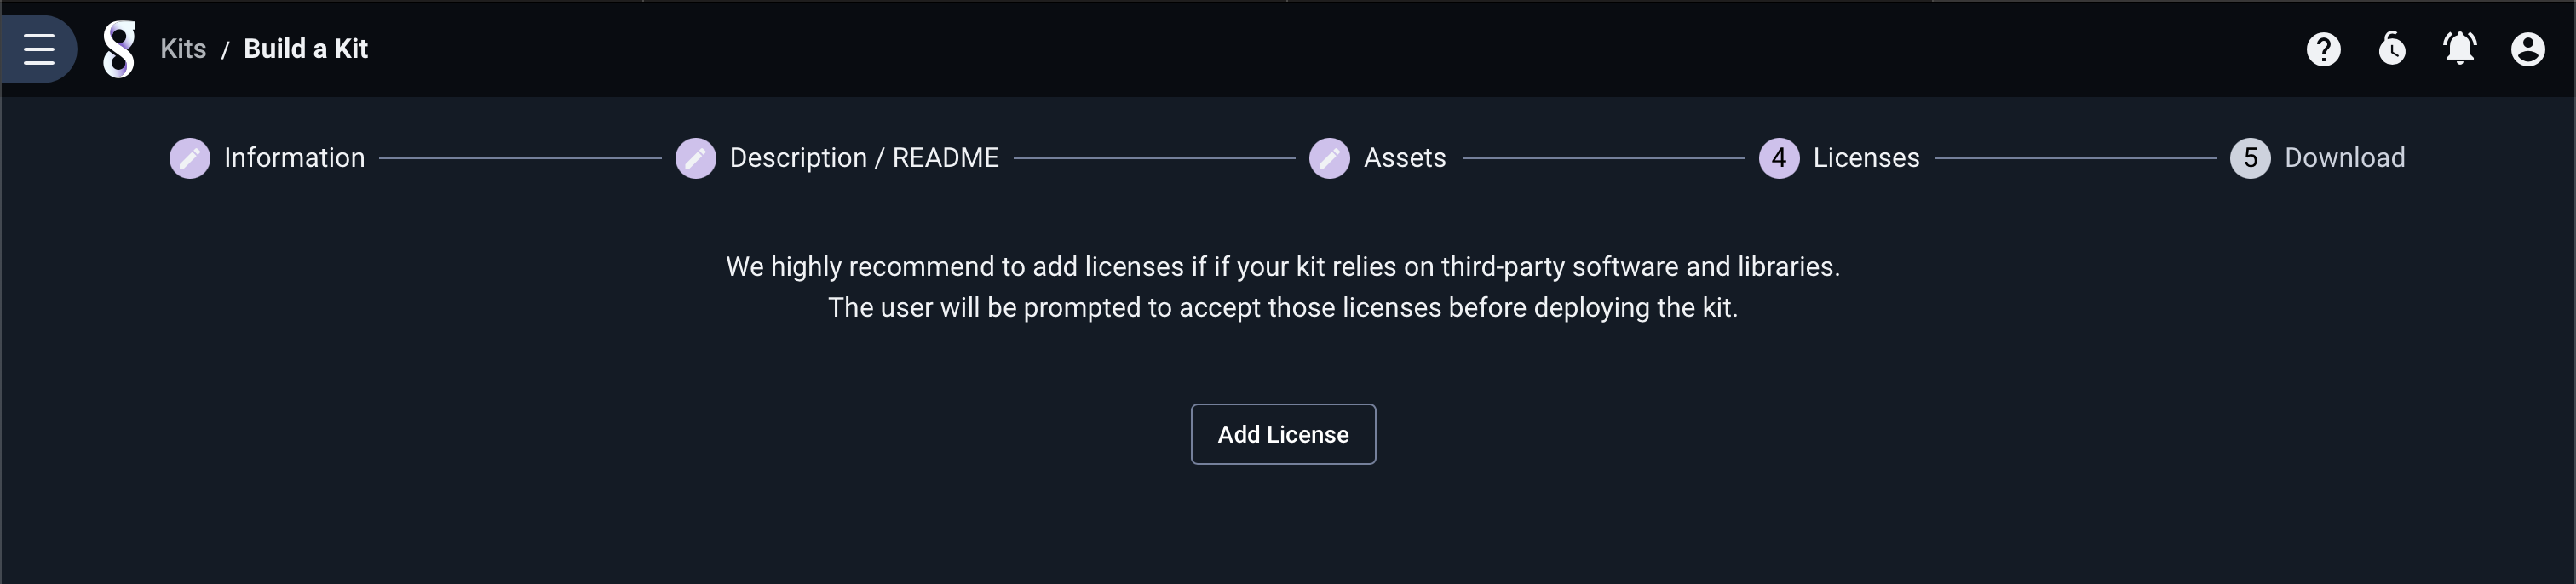 Kits / Build a Kit
Information
Description / README
Assets
4 Licenses
5 Download
We highly recommend to add licenses if if your kit relies on third-party software and libraries.
The user will be prompted to accept those licenses before deploying the kit.
Add License